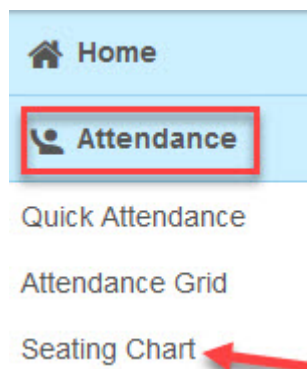 Home
Attendance
Quick Attendance
Attendance Grid
Seating Chart